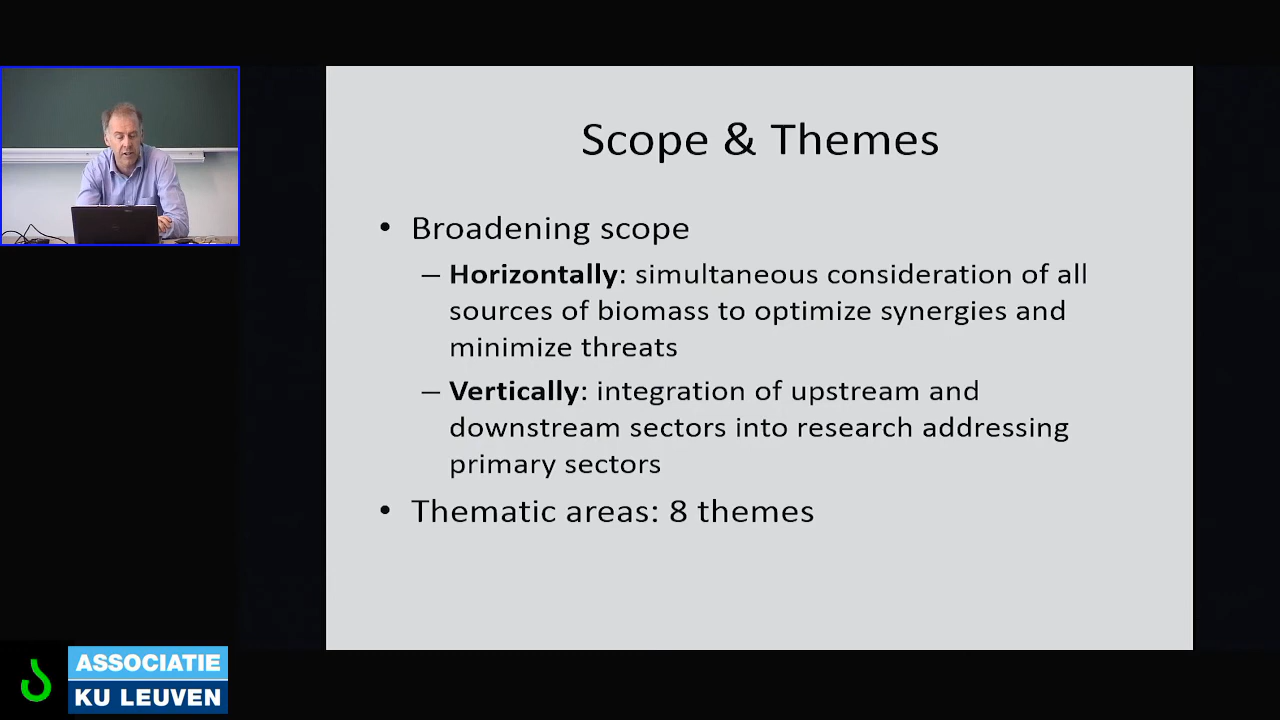 Scope & Themes
• Broadening scope
– Horizontally: simultaneous consideration of all
sources of biomass to optimize synergies and
minimize threats
– Vertically: integration of upstream and
downstream sectors into research addressing
primary sectors
• Thematic areas: 8 themes
ASSOCIATIE
KU LEUVEN